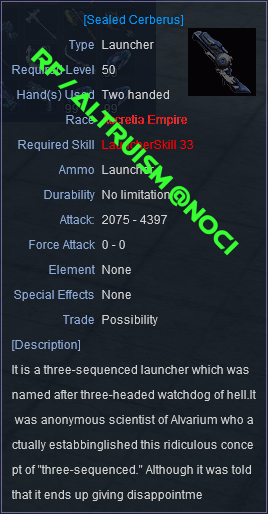 [Sealed Cerberus]
Type Launcher
Required Level 50
Hand(s) Used Two handed
Race Accretia Empire
Required Skill LauncherSkill 33
Ammo Launcher
Durability No limitation
Attack: 2075 - 4397
Force Attack 0 - 0
Element None
Special Effects None
Trade Possibility
[Description]
It is a three-sequenced launcher which was
named after three-headed watchdog of hell.It
was anonymous scientist of Alvarium who a
ctually estabbinglished this ridiculous conce
pt of "three-sequenced." Although it was told
that it ends up giving disappointme
RF / ALTRUISM @NOCI